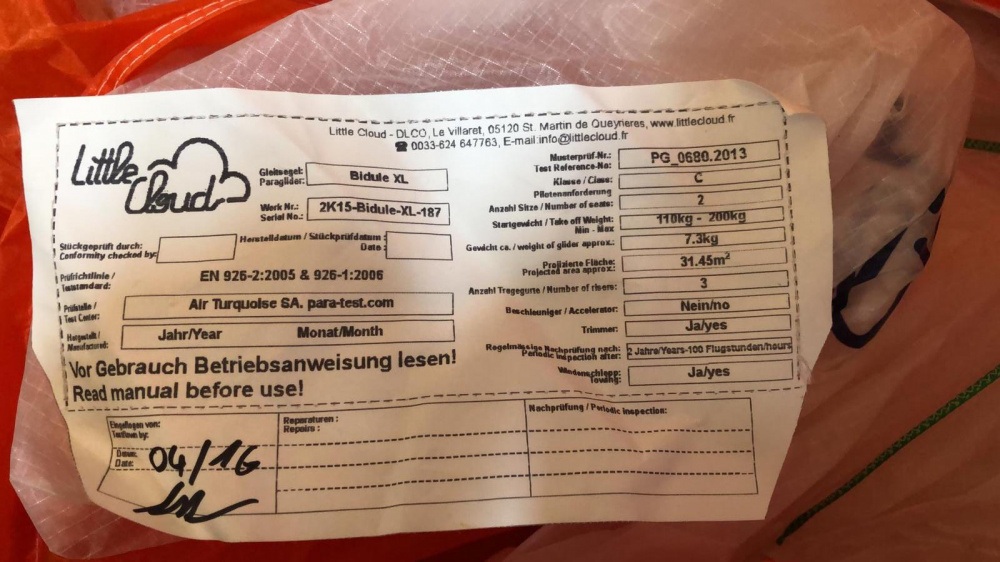 Little Cloud
Little Cloud - DLCO, Le Villaret, 05120 St. Martin de Queyrieres, www.littlecloud.fr
☎ 0033-624 647763, E-mail:info@littlecloud.fr
Gleitsegel:
Paraglider:
Bidule XL
Werk Nr.:
Serial No.:
2K15-Bidule-XL-187
Stückgeprüft durch:
Conformity checked by:
Herstelldatum / Stückprüfdatum :
Date :
Prüfrichtlinie /
Teststandard:
EN 926-2:2005 & 926-1:2006
Prüfstelle /
Test Center:
Air Turquoise SA. para-test.com
Hergestellt /
Manufactured:
Jahr/Year Monat/Month
Vor Gebrauch Betriebsanweisung lesen!
Read manual before use!
Musterprüf-Nr.:
Test Reference-No:
PG_0680.2013
Klasse / Class:
C
Pilotenanforderung
Anzahl Sitze / Number of seats:
2
Startgewicht / Take off Weight:
Min - Max
110kg - 200kg
Gewicht ca. / weight of glider approx.:
7.3kg
Projizierte Fläche:
Projected area approx.:
31.45m²
Anzahl Tragegurte / Number of risers:
3
Beschleuniger / Accelerator:
Nein/no
Trimmer:
Ja/yes
Regelmässige Nachprüfung nach:
Periodic inspection after:
2 Jahre/Years-100 Flugstunden/hours
Windenschlepp:
Towing:
Ja/yes
Eingeflogen von:
Testflown by:
Datum:
Date:
04/16
Reparaturen :
Repairs :
Nachprüfung / Periodic inspection: